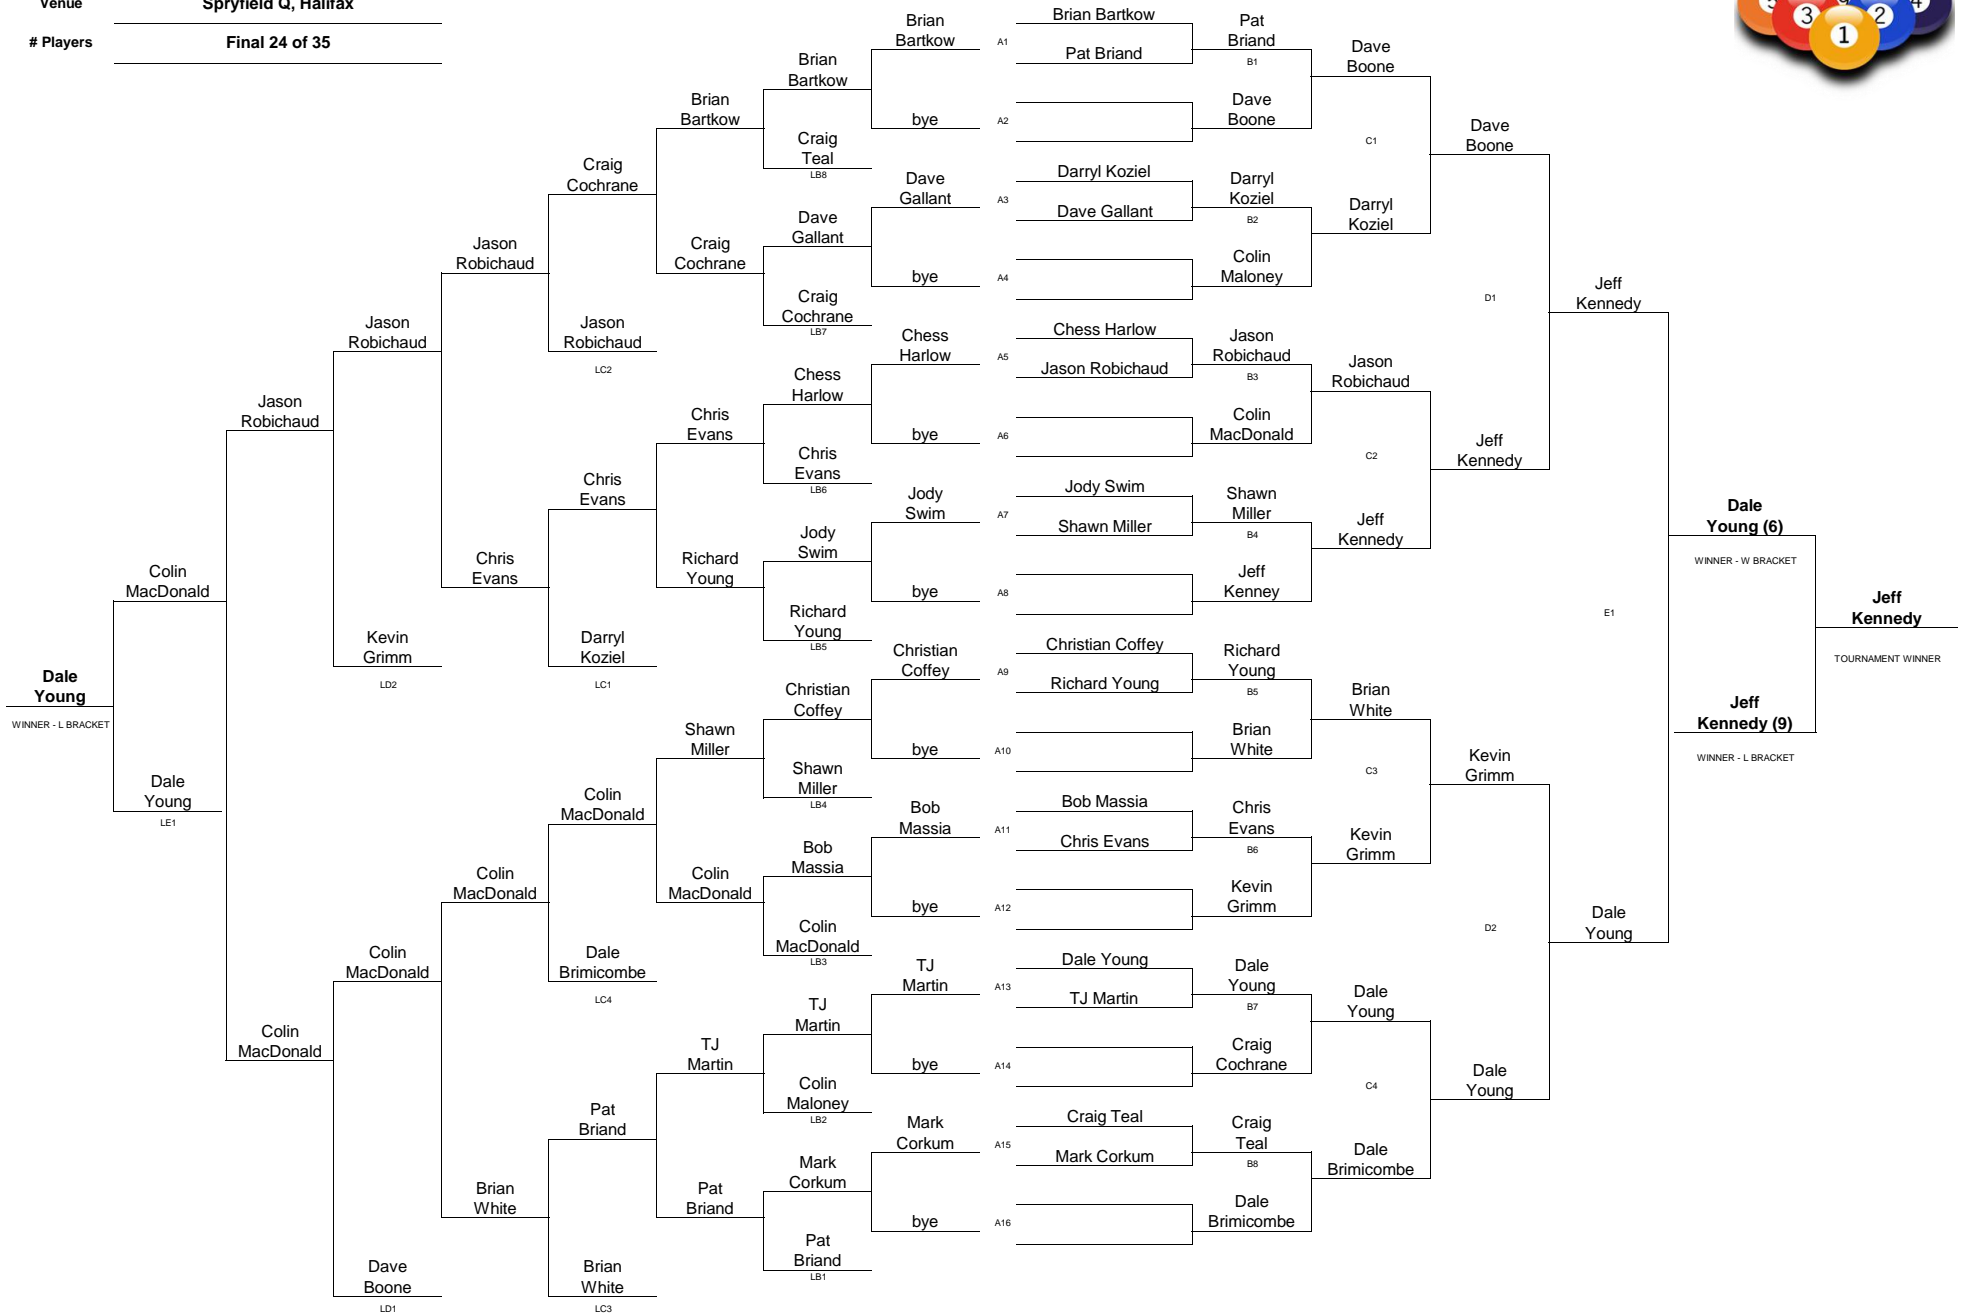 Venue
Spryfield Q, Halifax
# Players
Final 24 of 35
5
3
9
2
4
1
Dale
Young
WINNER - L BRACKET
Colin
MacDonald
Dale
Young
LE1
Jason
Robichaud
Colin
MacDonald
Jason
Robichaud
Kevin
Grimm
LD2
Colin
MacDonald
Dave
Boone
LD1
Jason
Robichaud
Chris
Evans
Colin
MacDonald
Brian
White
Craig
Cochrane
Jason
Robichaud
LC2
Chris
Evans
Darryl
Koziel
LC1
Colin
MacDonald
Dale
Brimicombe
LC4
Pat
Briand
Brian
White
LC3
Brian
Bartkow
Craig
Cochrane
Chris
Evans
Richard
Young
Shawn
Miller
Colin
MacDonald
TJ
Martin
Pat
Briand
Brian
Bartkow
Craig
Teal
LB8
Dave
Gallant
Craig
Cochrane
LB7
Chess
Harlow
Chris
Evans
LB6
Jody
Swim
Richard
Young
LB5
Christian
Coffey
Shawn
Miller
LB4
Bob
Massia
Colin
MacDonald
LB3
TJ
Martin
Colin
Maloney
LB2
Mark
Corkum
Pat
Briand
LB1
Brian
Bartkow
bye
Dave
Gallant
bye
Chess
Harlow
bye
Jody
Swim
bye
Christian
Coffey
bye
Bob
Massia
bye
TJ
Martin
bye
Mark
Corkum
bye
A1
A2
A3
A4
A5
A6
A7
A8
A9
A10
A11
A12
A13
A14
A15
A16
Brian Bartkow
Pat Briand
Darryl Koziel
Dave Gallant
Chess Harlow
Jason Robichaud
Jody Swim
Shawn Miller
Christian Coffey
Richard Young
Bob Massia
Chris Evans
Dale Young
TJ Martin
Craig Teal
Mark Corkum
Pat
Briand
B1
Dave
Boone
Darryl
Koziel
B2
Colin
Maloney
Jason
Robichaud
B3
Colin
MacDonald
Shawn
Miller
B4
Jeff
Kenney
Richard
Young
B5
Brian
White
Chris
Evans
B6
Kevin
Grimm
Dale
Young
B7
Craig
Cochrane
Craig
Teal
B8
Dale
Brimicombe
Dave
Boone
C1
Darryl
Koziel
Jason
Robichaud
C2
Jeff
Kennedy
Brian
White
C3
Kevin
Grimm
Dale
Young
C4
Dale
Brimicombe
Dave
Boone
D1
Jeff
Kennedy
Kevin
Grimm
D2
Dale
Young
Jeff
Kennedy
E1
Dale
Young
Dale
Young (6)
WINNER - W BRACKET
Jeff
Kennedy (9)
WINNER - L BRACKET
Jeff
Kennedy
TOURNAMENT WINNER